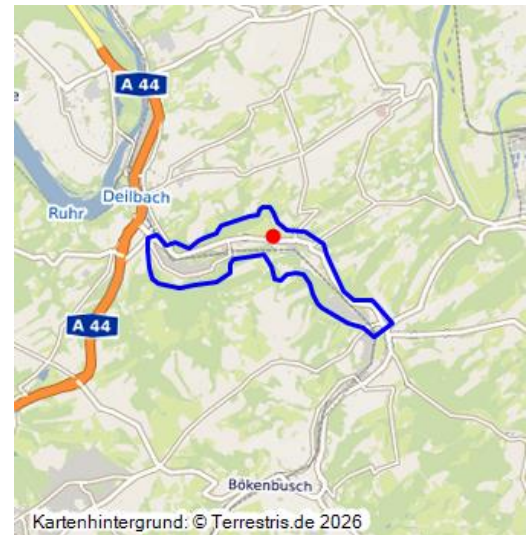 A 44
Deilbach
Ruhr
A 44
Bökenbusch
Kartenhintergrund: © Terrestris.de 2026